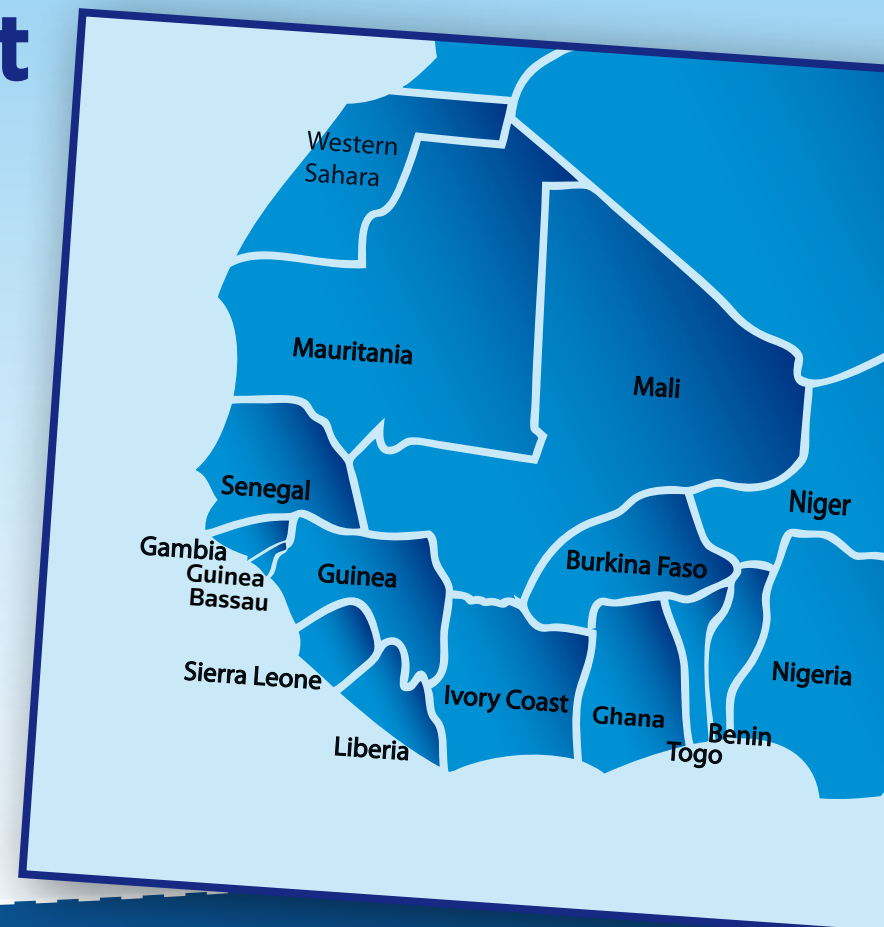 t
Western
Sahara
Mauritania
Mali
Senegal
Niger
Gambia
Guinea
Bassau
Guinea
Burkina Faso
Sierra Leone
Ivory Coast
Ghana
Nigeria
Liberia
Togo
Benin